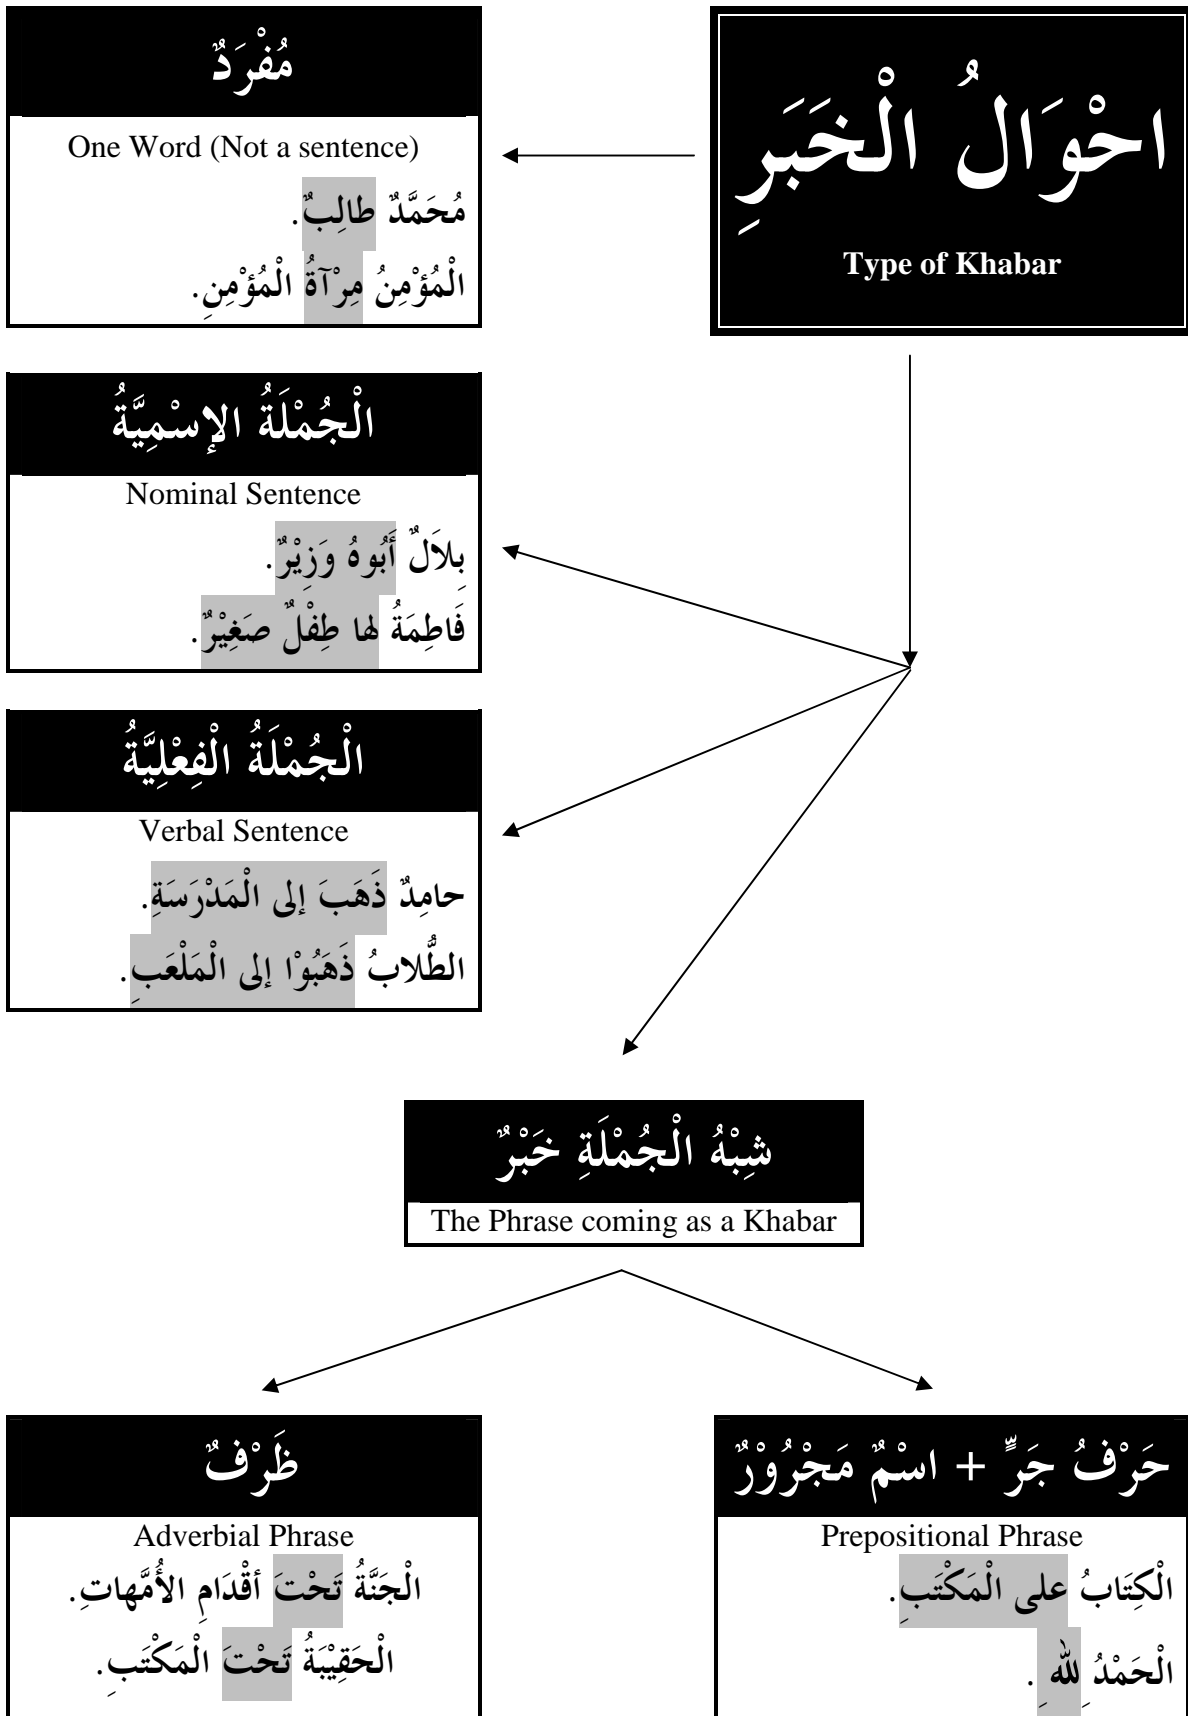 احْوَالُ الْخَبَرِ
Type of Khabar
مُفْرَدٌ
One Word (Not a sentence)
مُحَمَّدٌ طالِبٌ.
الْمُؤْمِنُ مِرْآةُ الْمُؤْمِنِ.
الْجُمْلَةُ الإسْمِيَّةُ
Nominal Sentence
بِلاَلٌ أَبُوهُ وَزِيْرٌ.
فَاطِمَةُ لها طِفْلٌ صَغِيْرٌ.
الْجُمْلَةُ الْفِعْلِيَّةُ
Verbal Sentence
حامِدٌ ذَهَبَ إلى الْمَدْرَسَةِ.
الطُّلابُ ذَهَبُوْا إلى الْمَلْعَبِ.
شِبْهُ الْجُمْلَةِ خَبْرٌ
The Phrase coming as a Khabar
حَرْفُ جَرٍّ + اسْمٌ مَجْرُوْرٌ
Prepositional Phrase
الْكِتَابُ على الْمَكْتَبِ.
الْحَمْدُ لِلّٰهِ.
ظَرْفٌ
Adverbial Phrase
الْجَنَّةُ تَحْتَ أقْدَامِ الأُمَّهاتِ.
الْحَقِيْبَةُ تَحْتَ الْمَكْتَبِ.